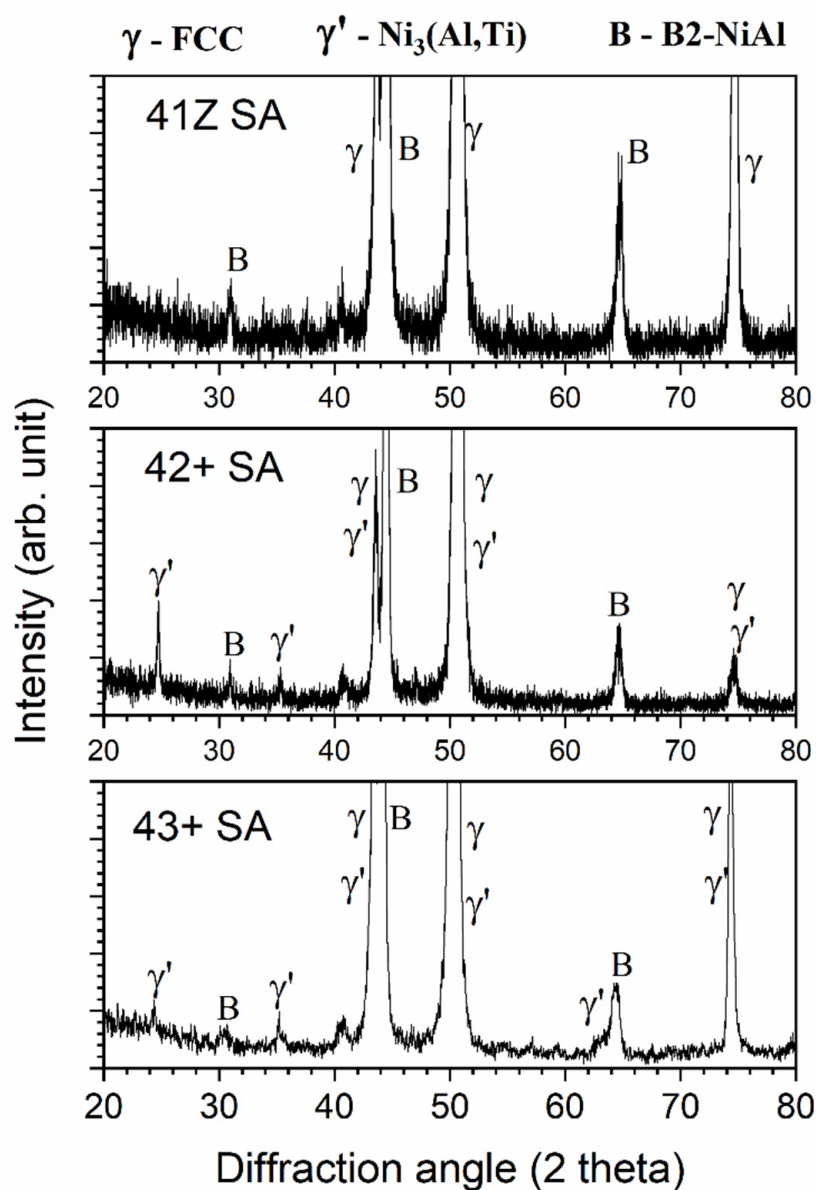 γ - FCC γ' - Ni₃(Al,Ti) B - B2-NiAl
41Z SA
γ B γ B γ
B
20 30 40 50 60 70 80
42+ SA
γ B γ
γ' γ'
γ' B γ' B γ
γ'
20 30 40 50 60 70 80
43+ SA
γ B γ γ
γ' γ' γ'
γ' B γ' γ' B
20 30 40 50 60 70 80
Intensity (arb. unit)
Diffraction angle (2 theta)